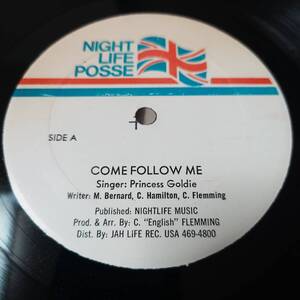 NIGHT
LIFE
POSSE
SIDE A
COME FOLLOW ME
Singer: Princess Goldie
Writer: M. Bernard, C. Hamilton, C. Flemming
Published: NIGHTLIFE MUSIC
Prod. & Arr. By: C. "English" FLEMMING
Dist. By: JAH LIFE REC. USA 469-4800